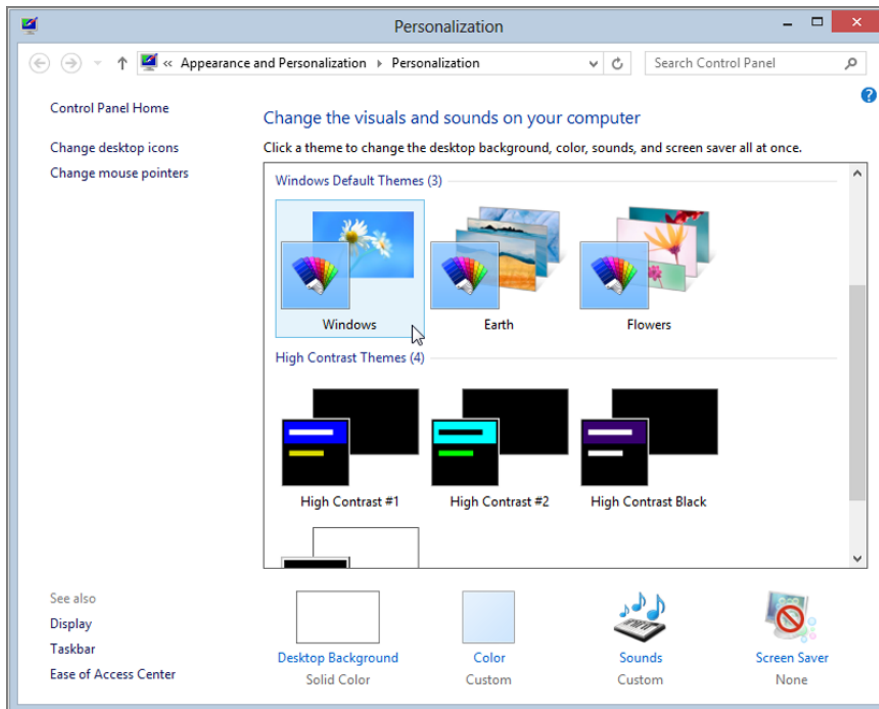 Personalization
« Appearance and Personalization Personalization
Search Control Panel
Control Panel Home
Change desktop icons
Change mouse pointers
Change the visuals and sounds on your computer
Click a theme to change the desktop background, color, sounds, and screen saver all at once.
Windows Default Themes (3)
Windows Earth Flowers
High Contrast Themes (4)
High Contrast #1 High Contrast #2 High Contrast Black
See also
Display
Taskbar
Ease of Access Center
Desktop Background Color Sounds Screen Saver
Solid Color Custom Custom None